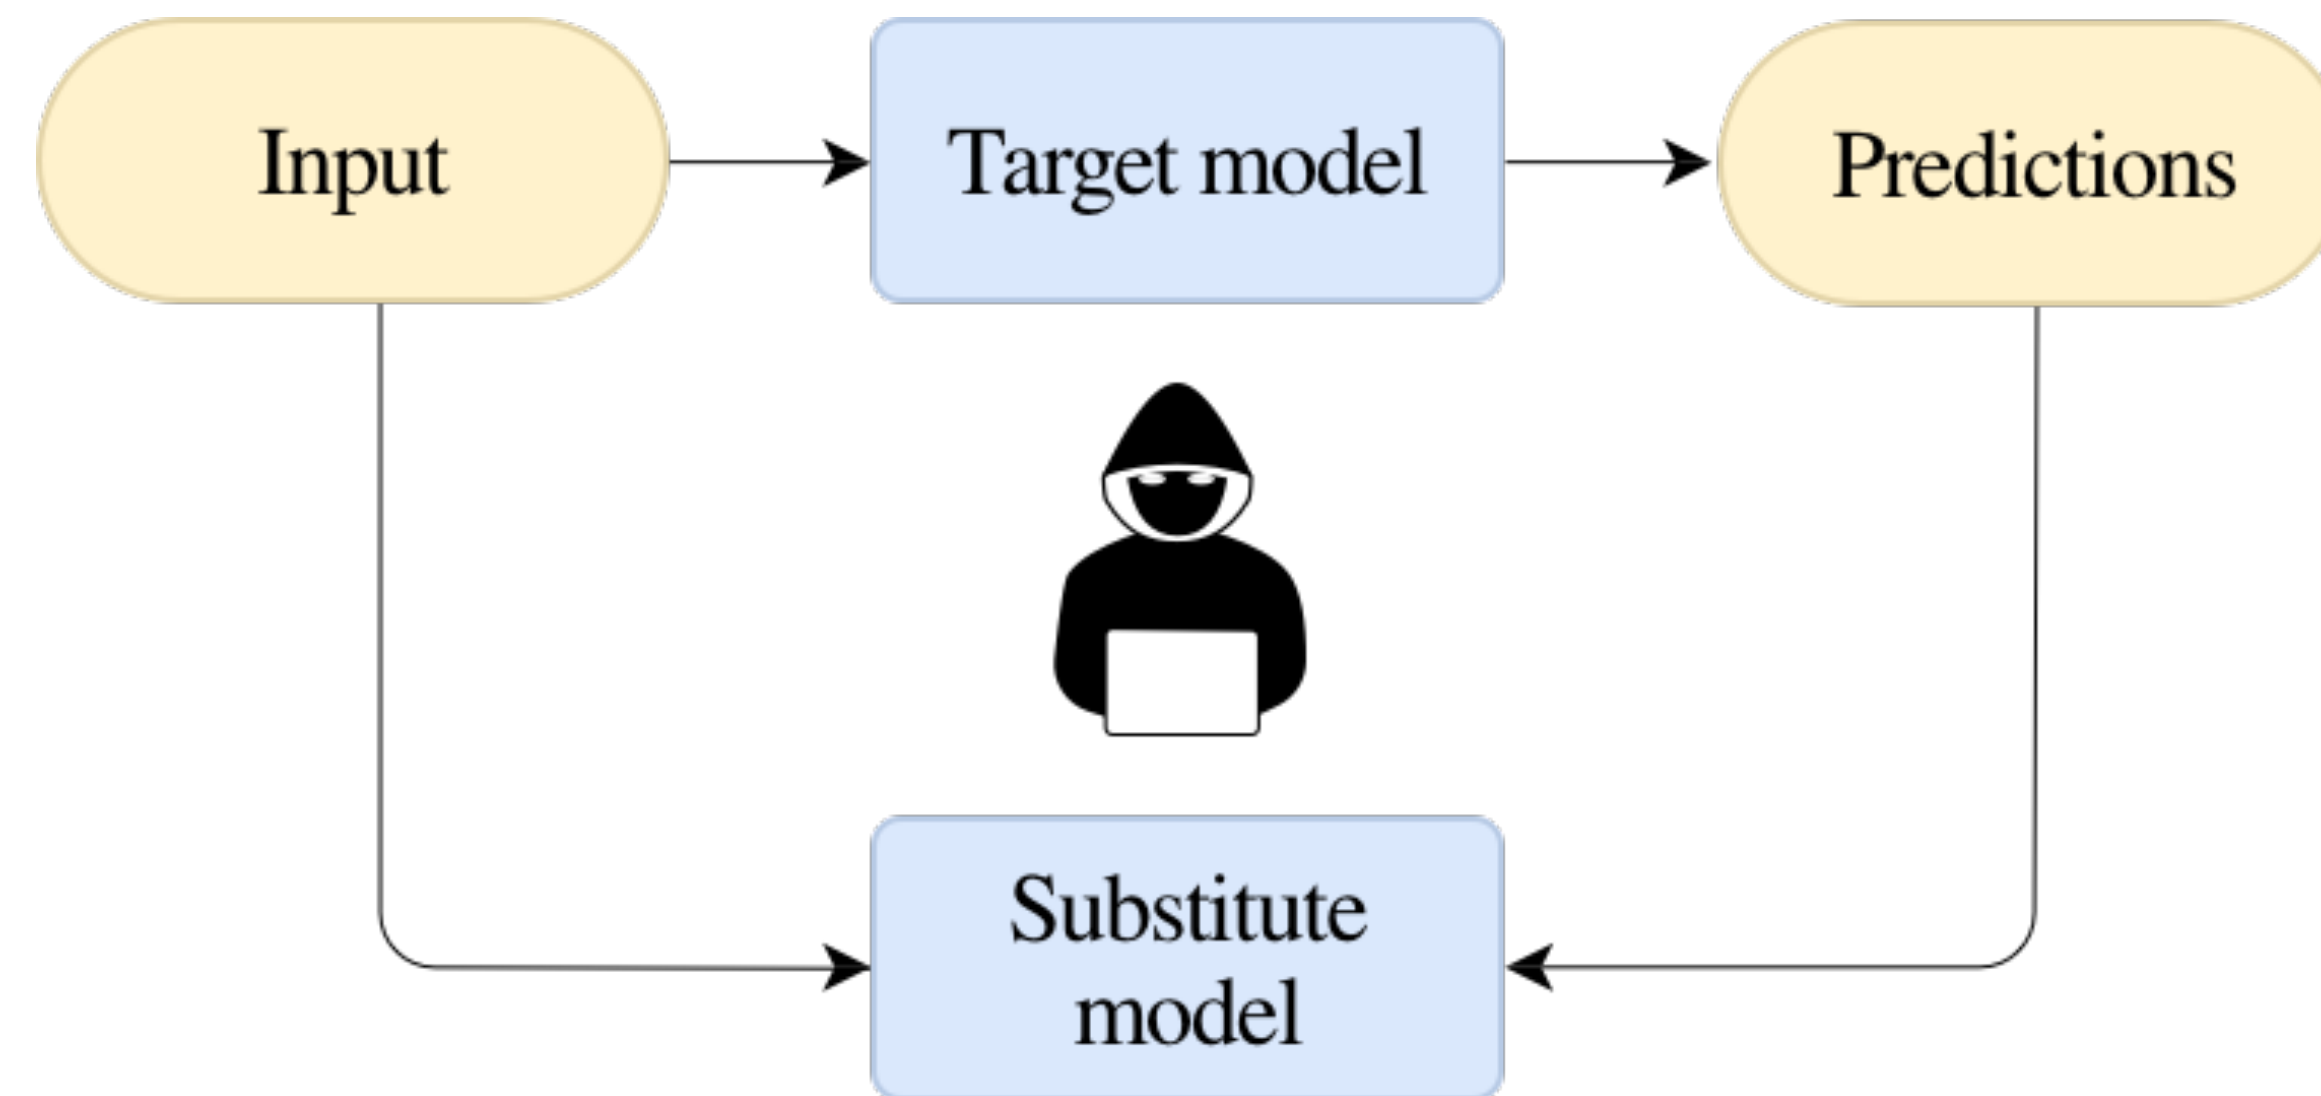 Input
Target model
Predictions
Substitute
model